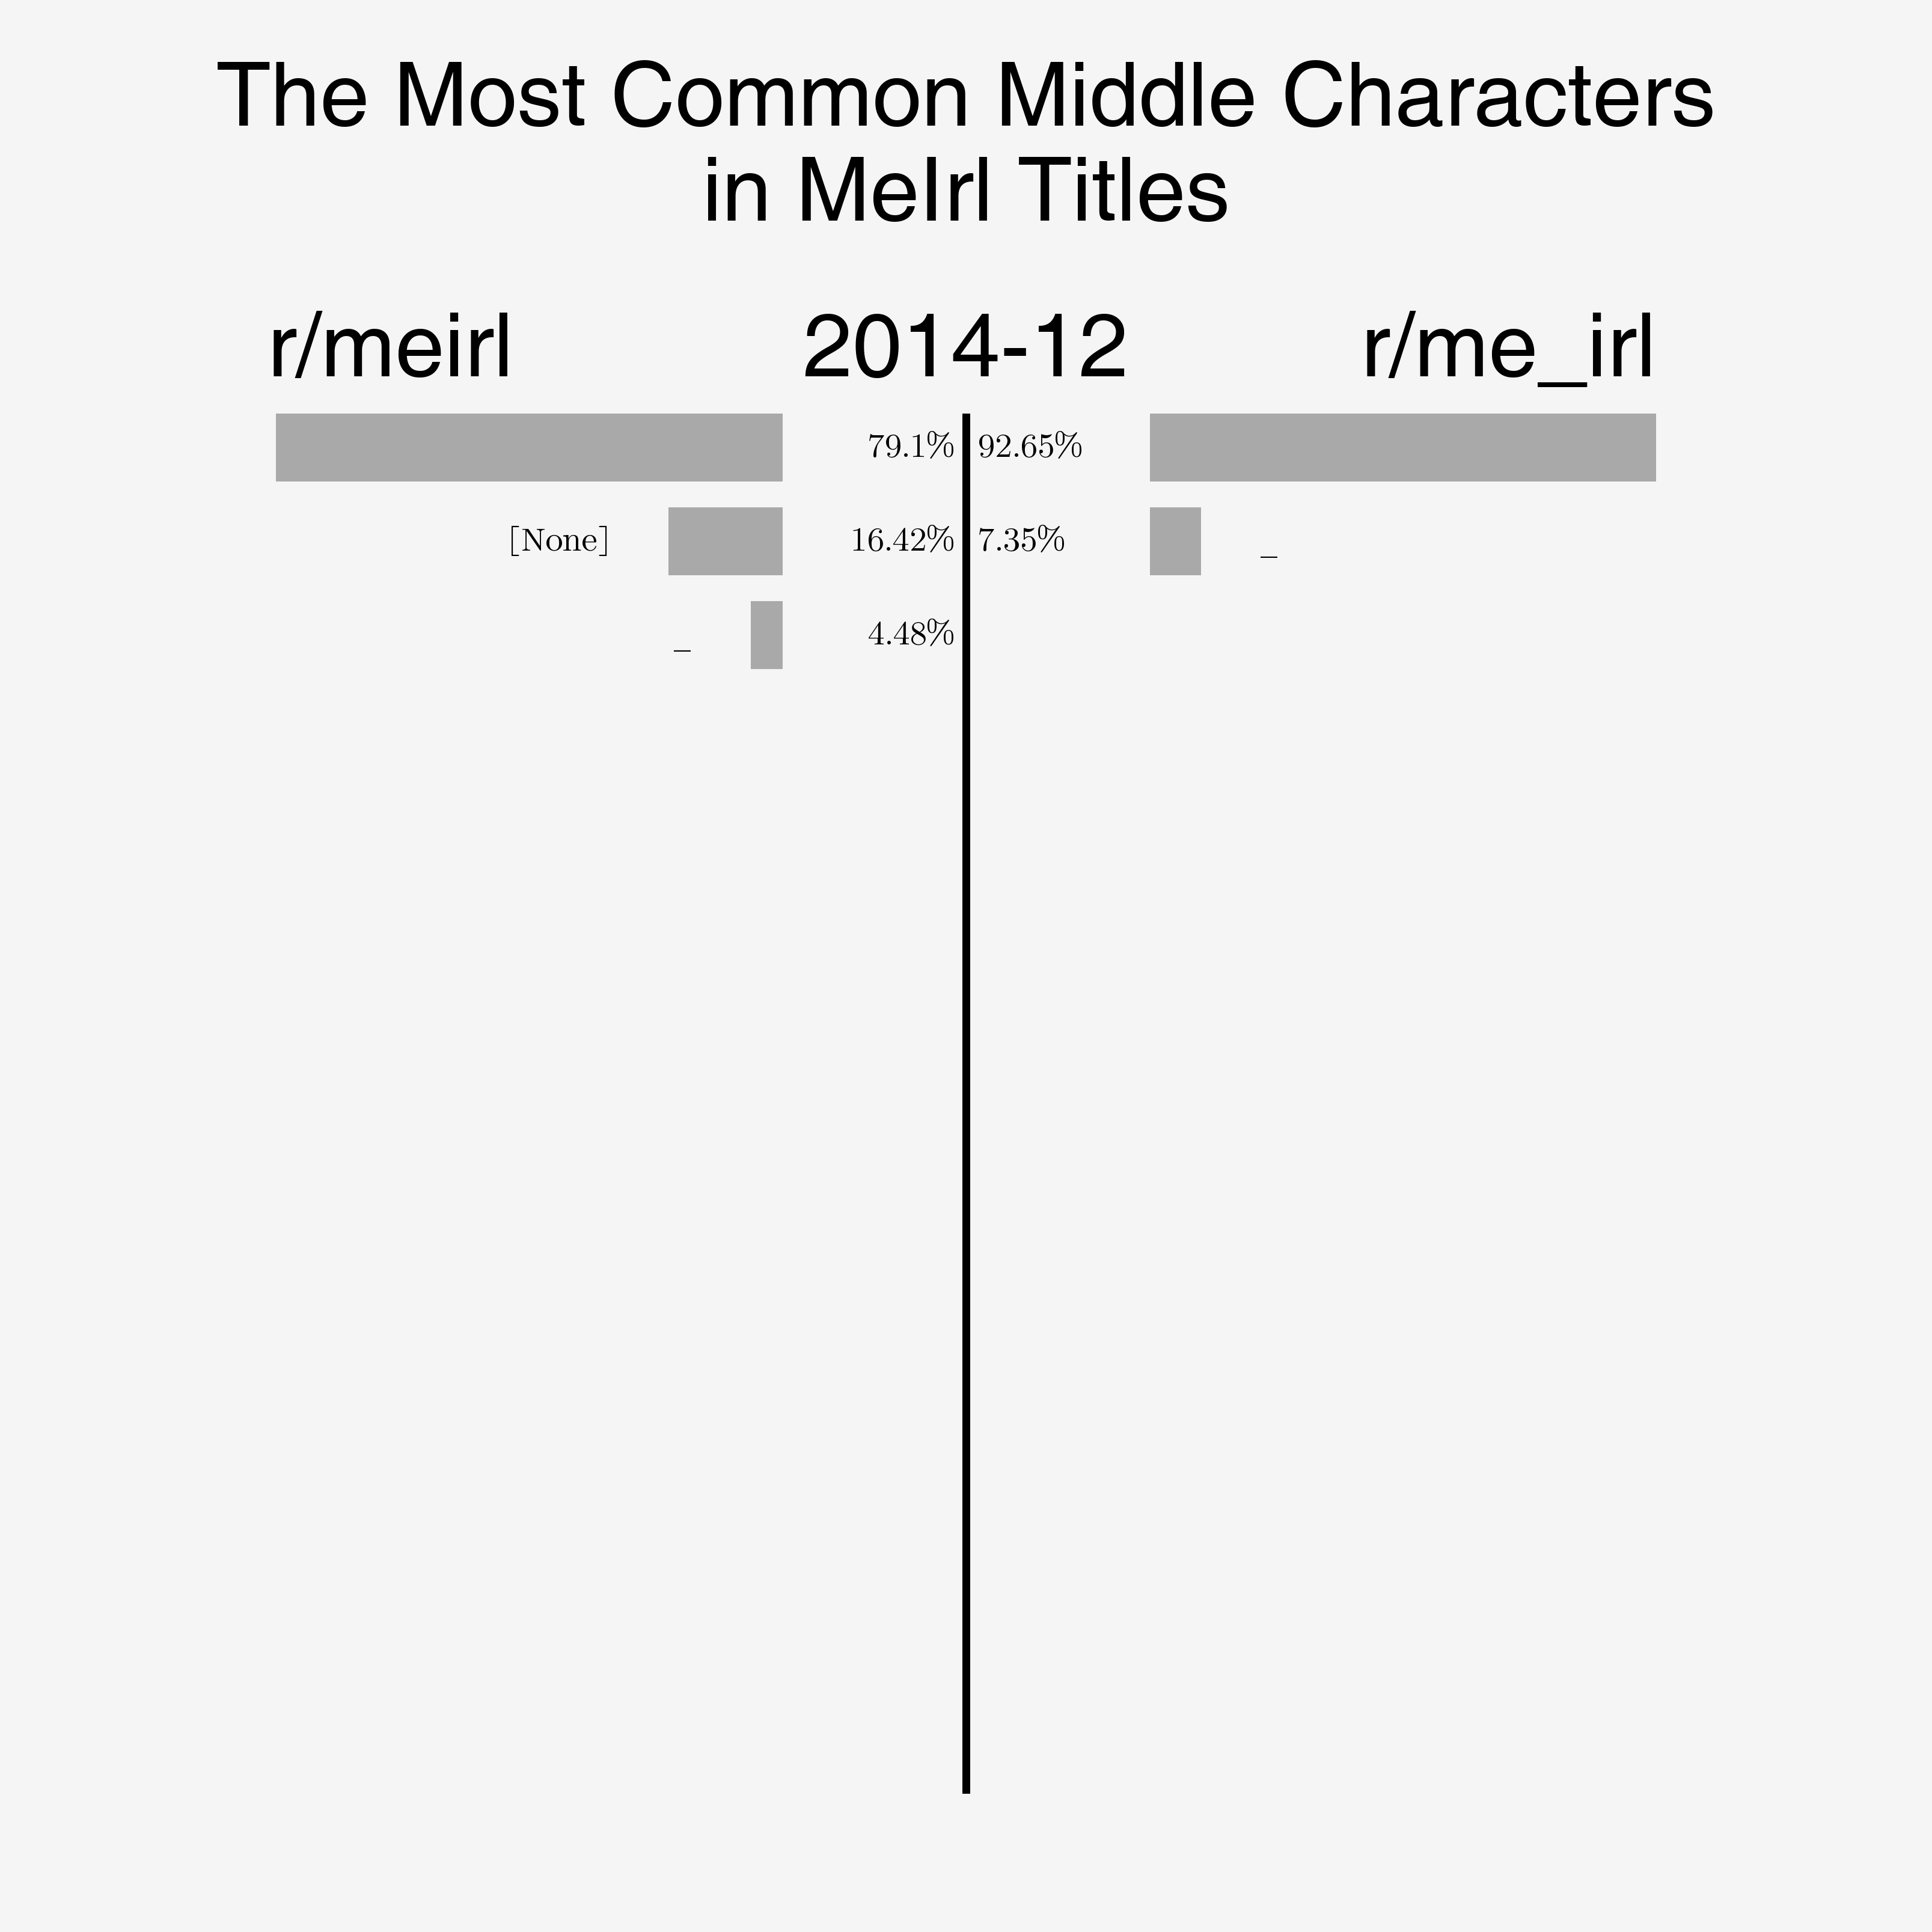 The Most Common Middle Characters
in MeIrl Titles
r/meirl 2014-12 r/me_irl
79.1% 92.65%
[None] 16.42% 7.35% _
_ 4.48%